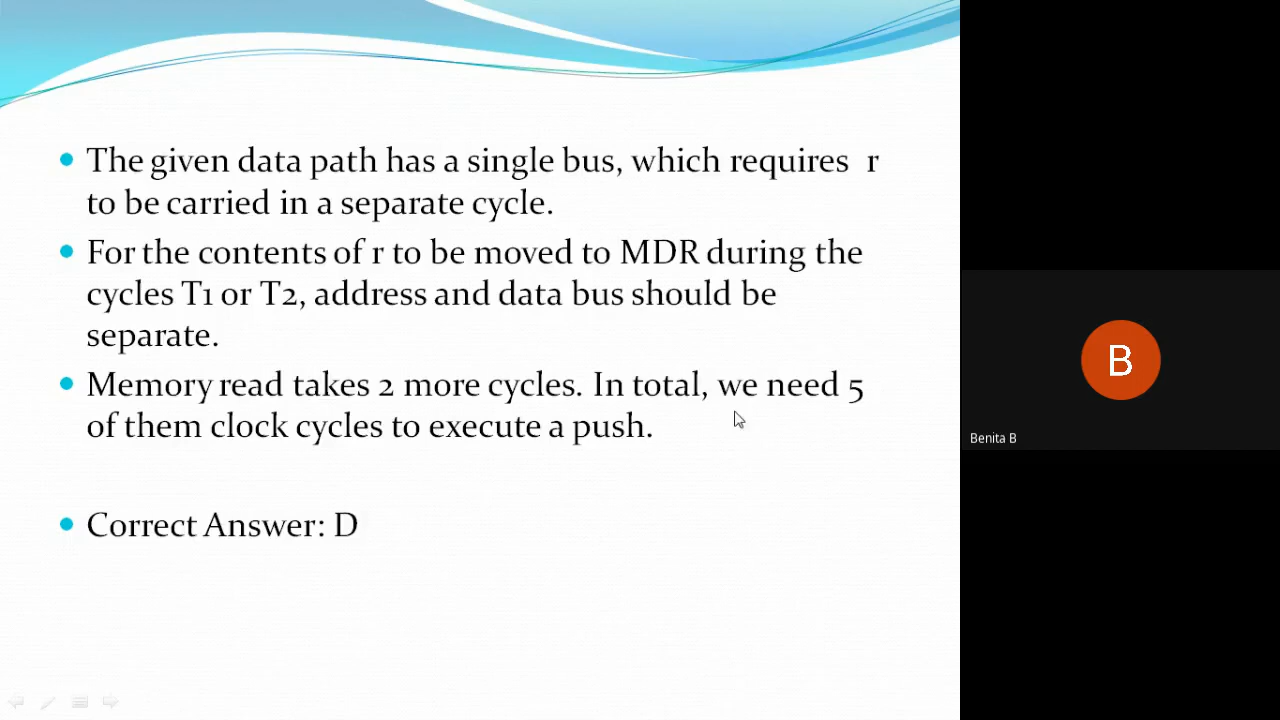 The given data path has a single bus, which requires r
to be carried in a separate cycle.
For the contents of r to be moved to MDR during the
cycles T1 or T2, address and data bus should be
separate.
Memory read takes 2 more cycles. In total, we need 5
of them clock cycles to execute a push.
Correct Answer: D
B
Benita B